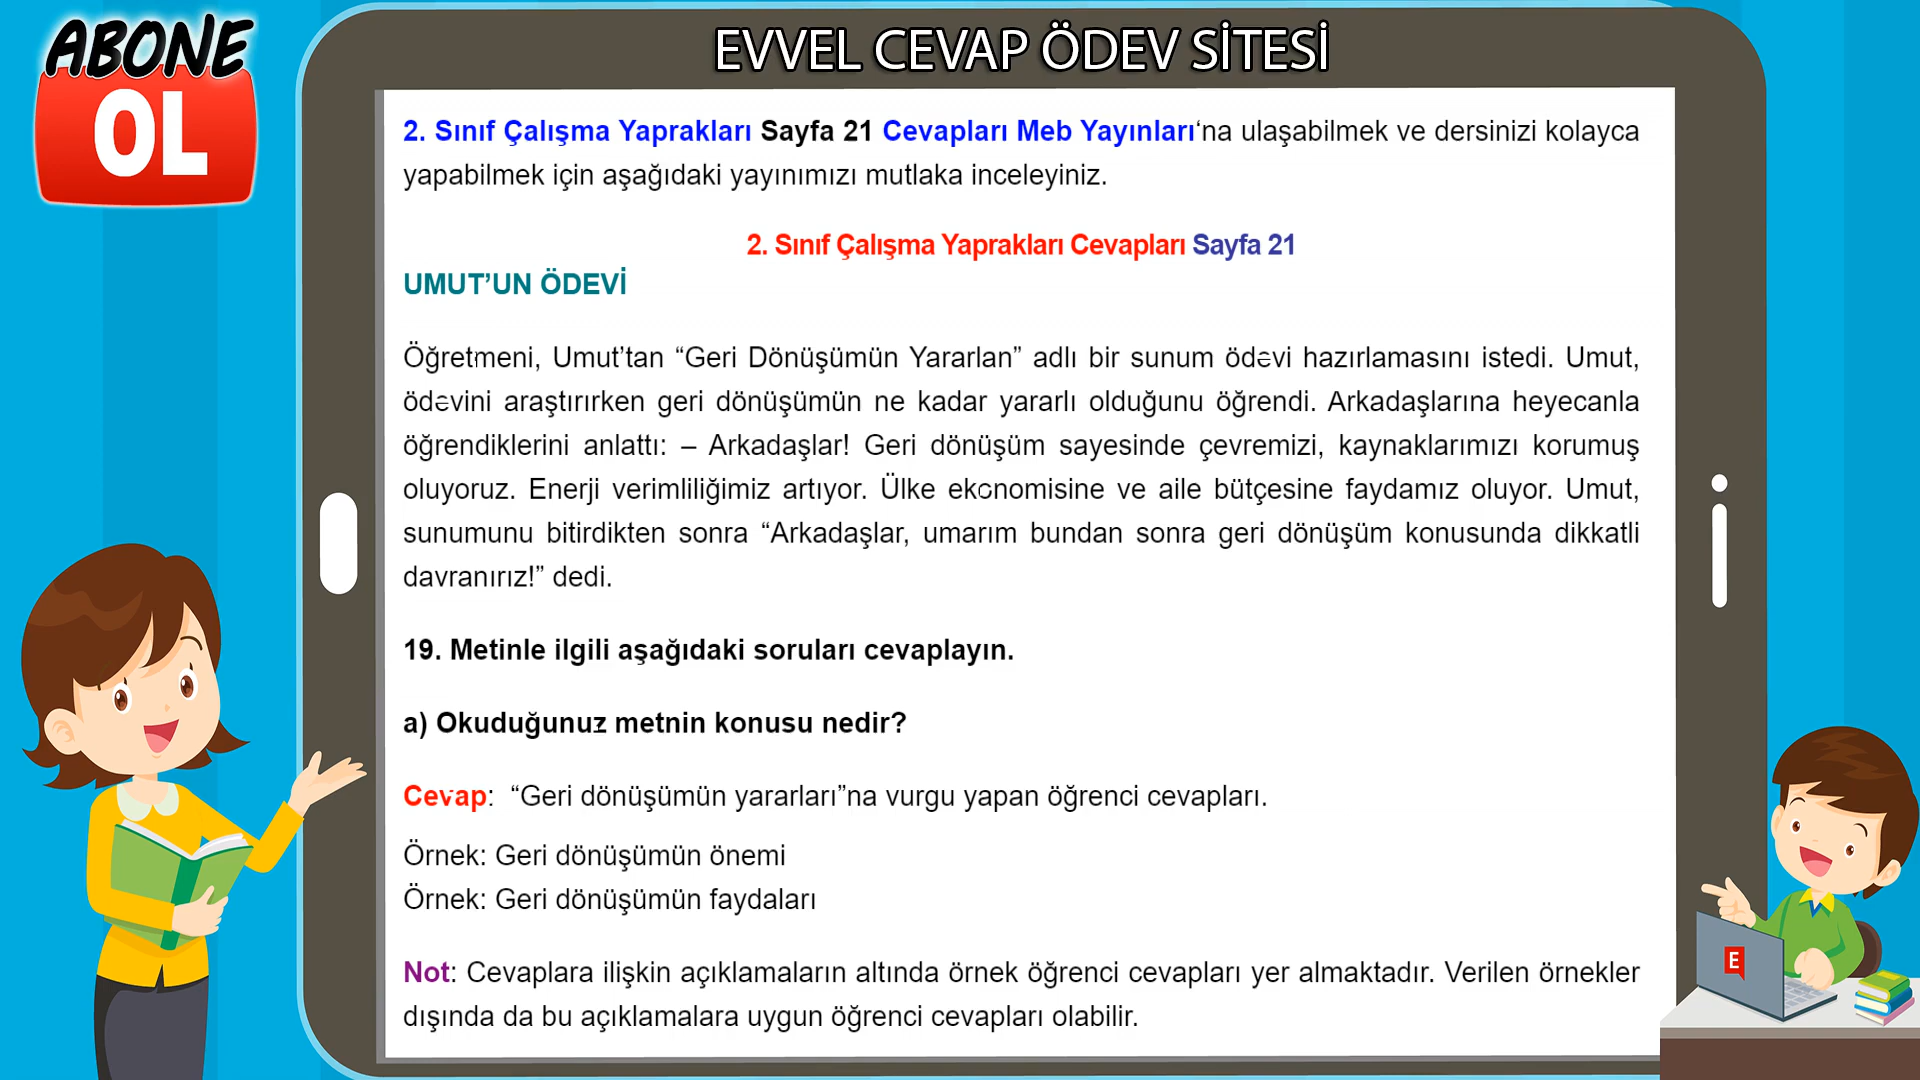 ABONE
OL
EVVEL CEVAP ÖDEV SİTESİ
2. Sınıf Çalışma Yaprakları Sayfa 21 Cevapları Meb Yayınları‘na ulaşabilmek ve dersinizi kolayca
yapabilmek için aşağıdaki yayınımızı mutlaka inceleyiniz.
2. Sınıf Çalışma Yaprakları Cevapları Sayfa 21
UMUT’UN ÖDEVİ
Öğretmeni, Umut’tan “Geri Dönüşümün Yararlan” adlı bir sunum ödevi hazırlamasını istedi. Umut,
ödevini araştırırken geri dönüşümün ne kadar yararlı olduğunu öğrendi. Arkadaşlarına heyecanla
öğrendiklerini anlattı: – Arkadaşlar! Geri dönüşüm sayesinde çevremizi, kaynaklarımızı korumuş
oluyoruz. Enerji verimliliğimiz artıyor. Ülke ekonomisine ve aile bütçesine faydamız oluyor. Umut,
sunumunu bitirdikten sonra “Arkadaşlar, umarım bundan sonra geri dönüşüm konusunda dikkatli
davranırız!” dedi.
19. Metinle ilgili aşağıdaki soruları cevaplayın.
a) Okuduğunuz metnin konusu nedir?
Cevap: “Geri dönüşümün yararları”na vurgu yapan öğrenci cevapları.
Örnek: Geri dönüşümün önemi
Örnek: Geri dönüşümün faydaları
Not: Cevaplara ilişkin açıklamaların altında örnek öğrenci cevapları yer almaktadır. Verilen örnekler
dışında da bu açıklamalara uygun öğrenci cevapları olabilir.
E